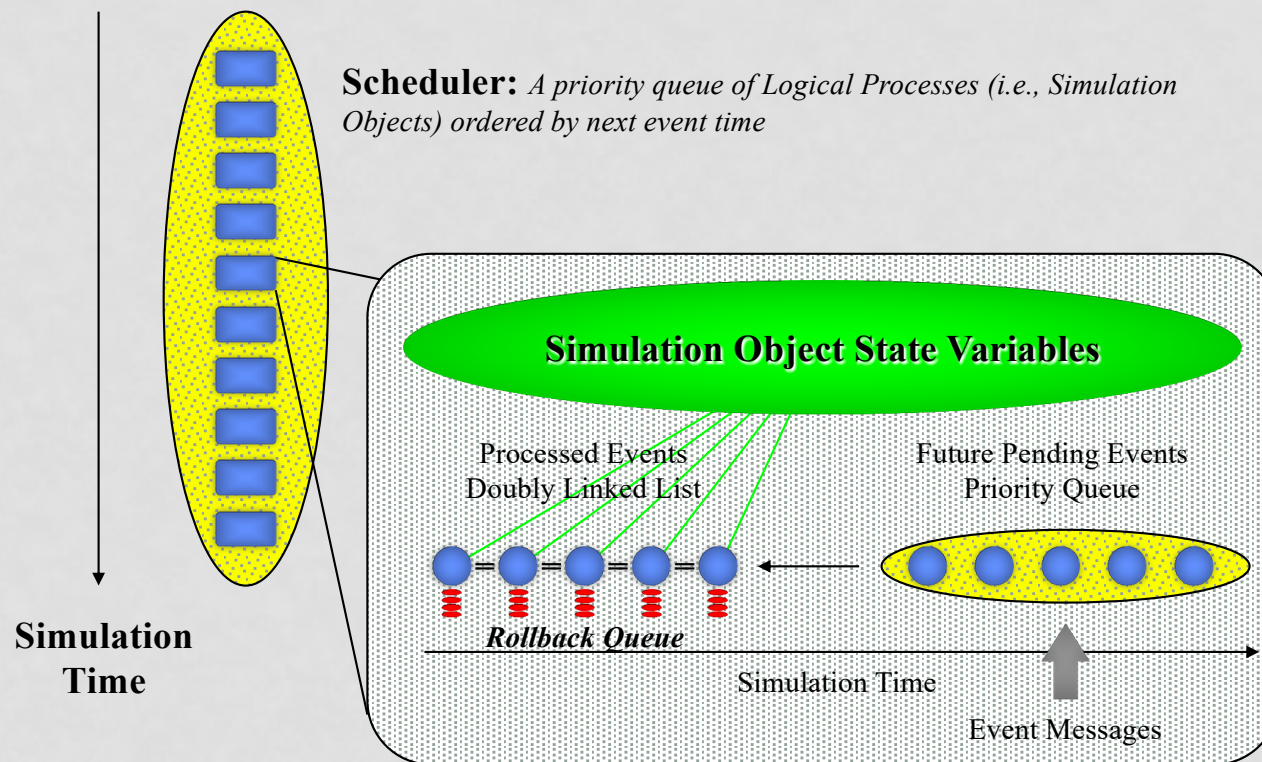 Scheduler: A priority queue of Logical Processes (i.e., Simulation
Objects) ordered by next event time
Simulation Object State Variables
Processed Events
Doubly Linked List
Future Pending Events
Priority Queue
Rollback Queue
Simulation Time
Event Messages
Simulation
Time